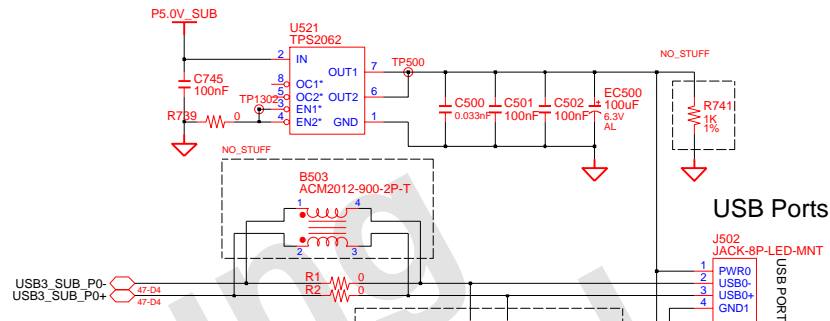 P5.0V_SUB
U521
TPS2062
2 IN
OUT1 7
TP500
NO_STUFF
C745
100nF
8 OC1*
5 OC2*
OUT2 6
TP1302
3 EN1*
4 EN2*
GND 1
R739 0
C500
0.033nF
C501
100nF
C502
100nF
EC500
100uF
6.3V
AL
R741
1K
1%
NO_STUFF
B503
ACM2012-900-2P-T
1 4
2 3
USB Ports
J502
JACK-8P-LED-MNT
USB3_SUB_P0-
47-D4
R1 0
USB3_SUB_P0+
47-D4
R2 0
1 PWR0
2 USB0-
3 USB0+
4 GND1
USB PORT